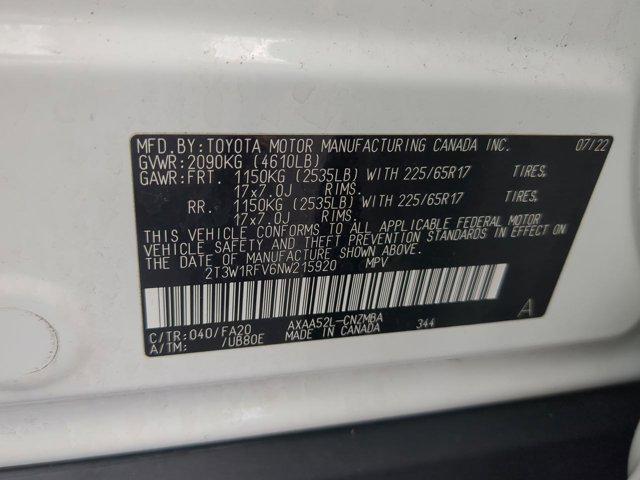 MFD.BY:TOYOTA MOTOR MANUFACTURING CANADA INC. 07/22
GVWR:2090KG (4610LB)
GAWR:FRT. 1150KG (2535LB) WITH 225/65R17 TIRES.
17x7.0J RIMS.
RR. 1150KG (2535LB) WITH 225/65R17 TIRES.
17x7.0J RIMS.
THIS VEHICLE CONFORMS TO ALL APPLICABLE FEDERAL MOTOR
VEHICLE SAFETY AND THEFT PREVENTION STANDARDS IN EFFECT ON
THE DATE OF MANUFACTURE SHOWN ABOVE.
2T3W1RFV6NW215920 MPV
C/TR:040/FA20 AXAA52L-CNZMBA 344 A
A/TM: /UB80E MADE IN CANADA